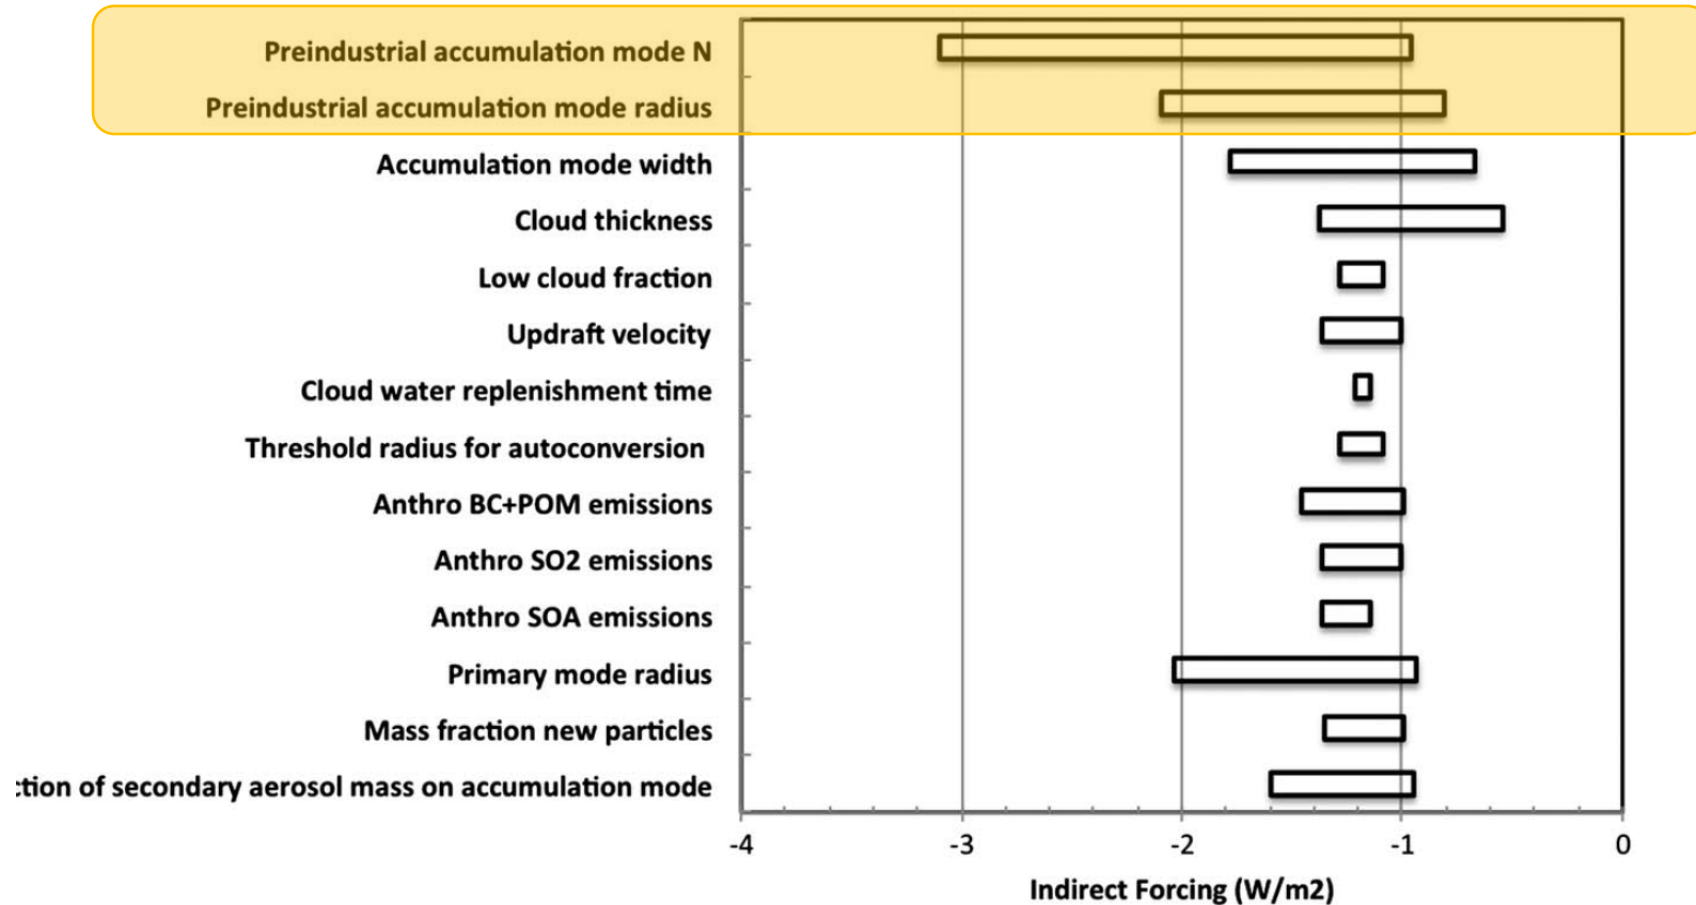 Preindustrial accumulation mode N
Preindustrial accumulation mode radius
Accumulation mode width
Cloud thickness
Low cloud fraction
Updraft velocity
Cloud water replenishment time
Threshold radius for autoconversion
Anthro BC+POM emissions
Anthro SO2 emissions
Anthro SOA emissions
Primary mode radius
Mass fraction new particles
of secondary aerosol mass on accumulation mode
-4 -3 -2 -1 0
Indirect Forcing (W/m2)